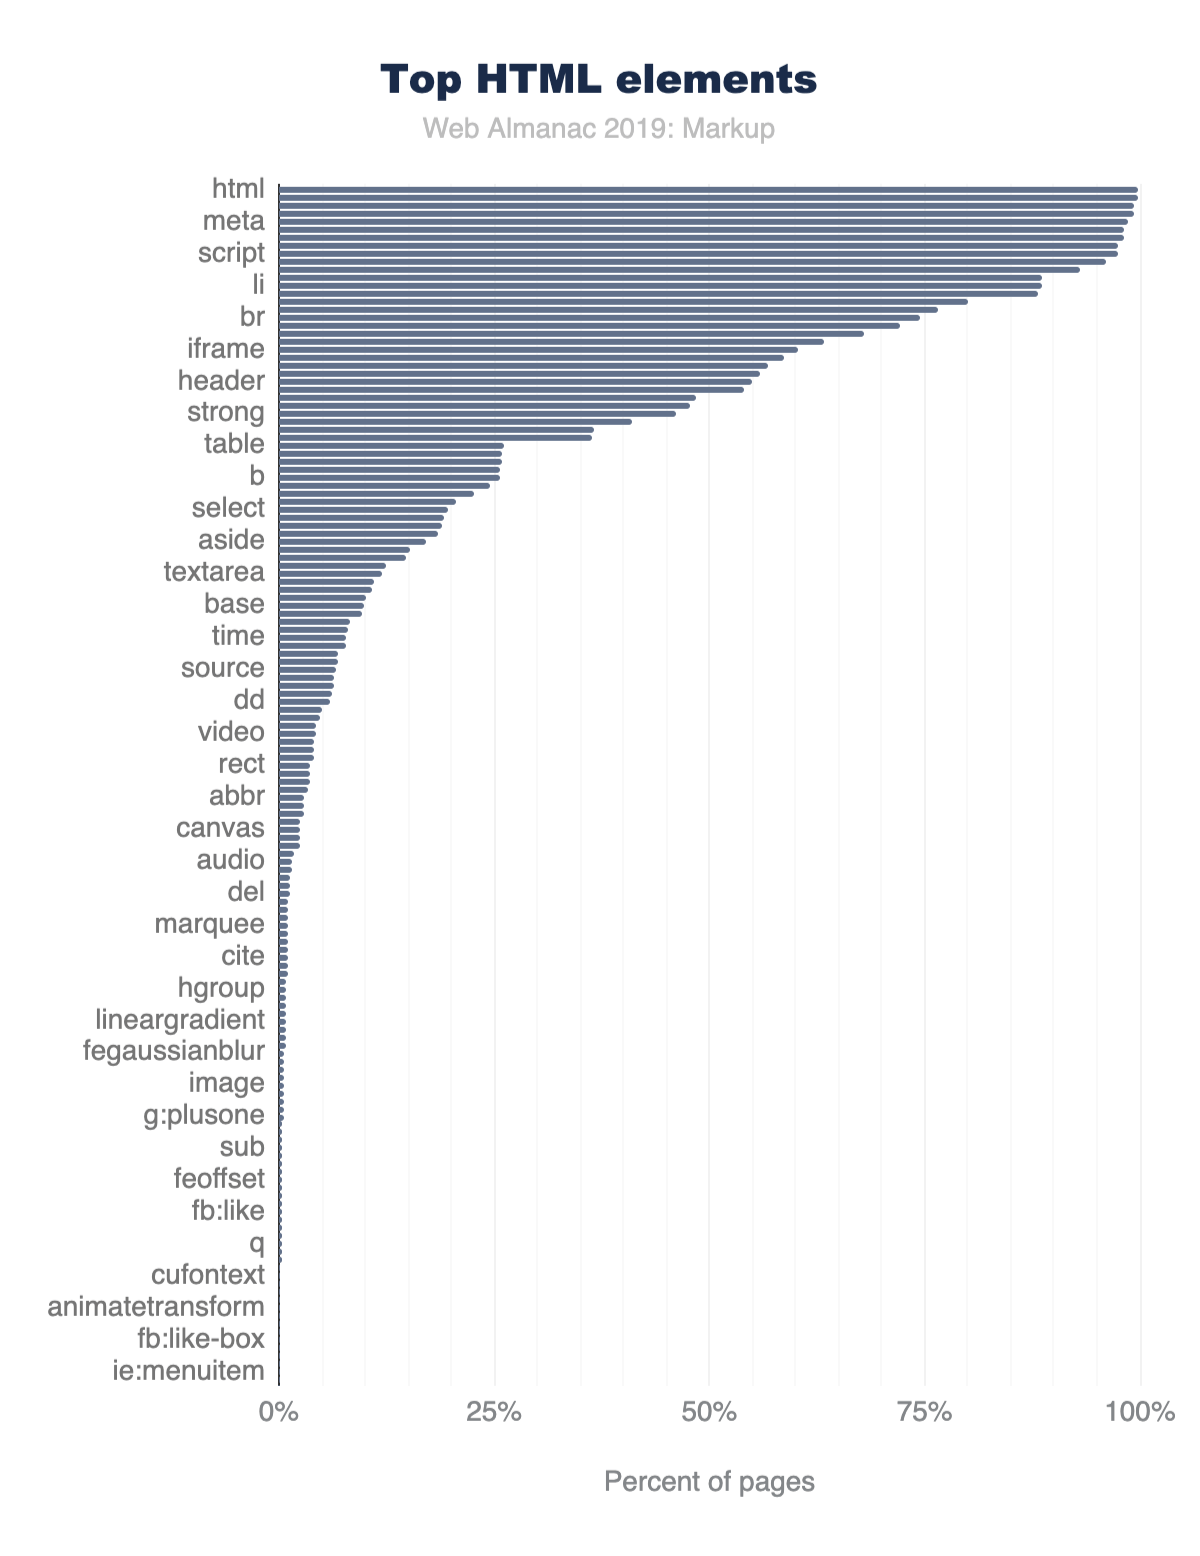 Top HTML elements
Web Almanac 2019: Markup
html
meta
script
li
br
iframe
header
strong
table
b
select
aside
textarea
base
time
source
dd
video
rect
abbr
canvas
audio
del
marquee
cite
hgroup
lineargradient
fegaussianblur
image
g:plusone
sub
feoffset
fb:like
q
cufontext
animatetransform
fb:like-box
ie:menuitem
0% 25% 50% 75% 100%
Percent of pages